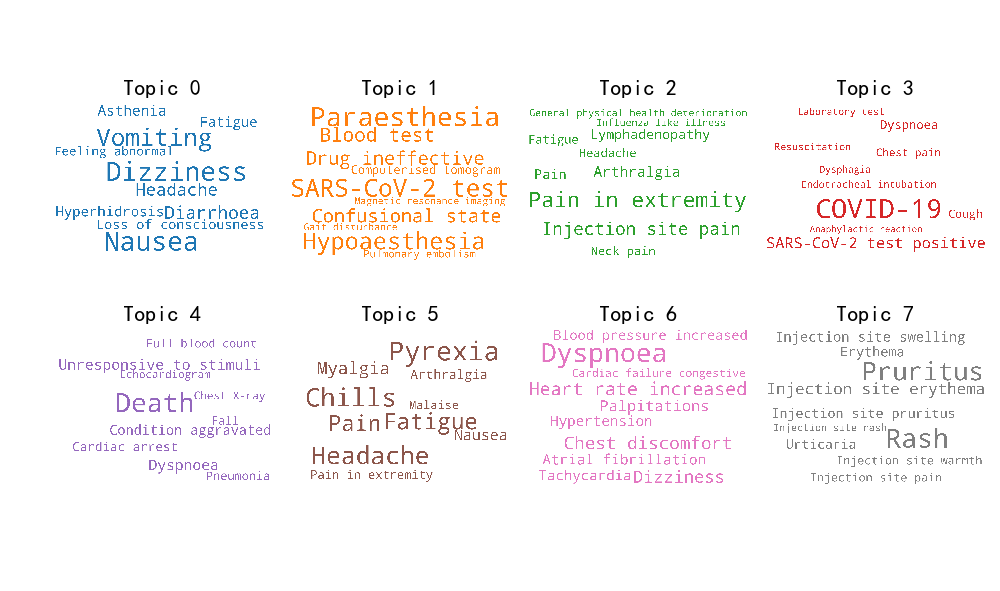 Topic 0
Asthenia
Fatigue
Vomiting
Feeling abnormal
Dizziness
Headache
Hyperhidrosis
Diarrhoea
Loss of consciousness
Nausea
Topic 1
Paraesthesia
Blood test
Drug ineffective
Computerised tomogram
SARS-CoV-2 test
Magnetic resonance imaging
Confusional state
Gait disturbance
Hypoaesthesia
Pulmonary embolism
Topic 2
General physical health deterioration
Influenza like illness
Fatigue
Lymphadenopathy
Headache
Pain
Arthralgia
Pain in extremity
Injection site pain
Neck pain
Topic 3
Laboratory test
Dyspnoea
Resuscitation
Chest pain
Dysphagia
Endotracheal intubation
COVID-19
Cough
Anaphylactic reaction
SARS-CoV-2 test positive
Topic 4
Full blood count
Unresponsive to stimuli
Echocardiogram
Death
Chest X-ray
Fall
Condition aggravated
Cardiac arrest
Dyspnoea
Pneumonia
Topic 5
Pyrexia
Myalgia
Arthralgia
Chills
Malaise
Pain
Fatigue
Nausea
Headache
Pain in extremity
Topic 6
Blood pressure increased
Dyspnoea
Cardiac failure congestive
Heart rate increased
Palpitations
Hypertension
Chest discomfort
Atrial fibrillation
Tachycardia
Dizziness
Topic 7
Injection site swelling
Erythema
Pruritus
Injection site erythema
Injection site pruritus
Injection site rash
Urticaria
Rash
Injection site warmth
Injection site pain